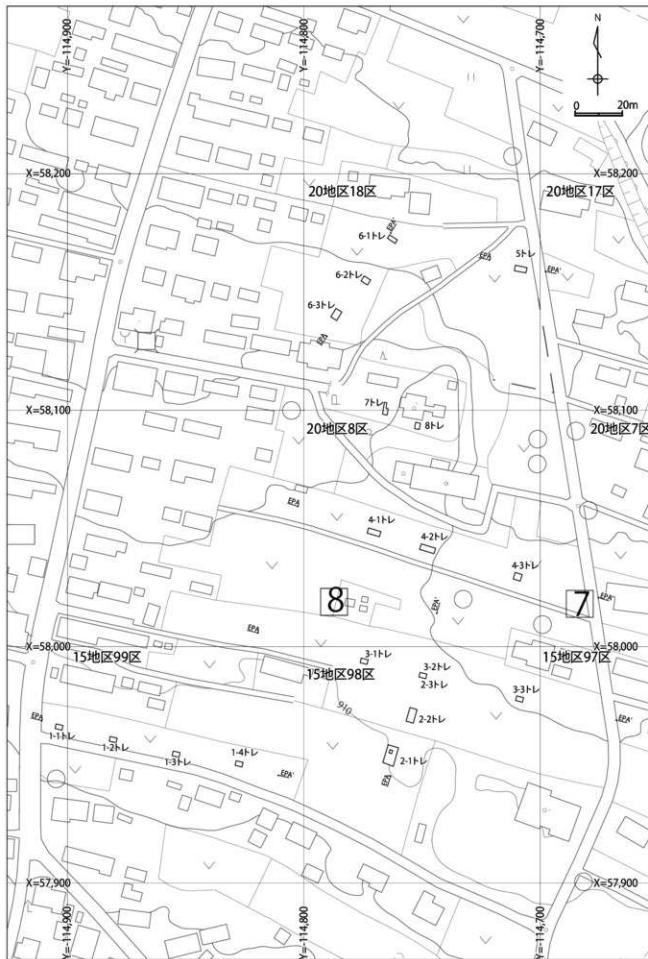 Y=-114,900
Y=-114,800
Y=-114,700
N
0 20m
X=58,200
X=58,200
20地区18区
20地区17区
EPA'
6-1トレ
EPA
5トレ
EPA'
6-2トレ
6-3トレ
EPA
X=58,100
X=58,100
7トレ
8トレ
20地区8区
20地区7区
EPA
4-1トレ
4-2トレ
4-3トレ
8
7
EPA'
EPA'
EPA
X=58,000
X=58,000
15地区99区
3-1トレ
15地区98区
3-2トレ
2-3トレ
15地区97区
3-3トレ
910
2-2トレ
EPA
EPA'
1-1トレ
1-2トレ
1-3トレ
1-4トレ
2-1トレ
EPA'
EPA
X=57,900
X=57,900
Y=-114,900
Y=-114,800
Y=-114,700